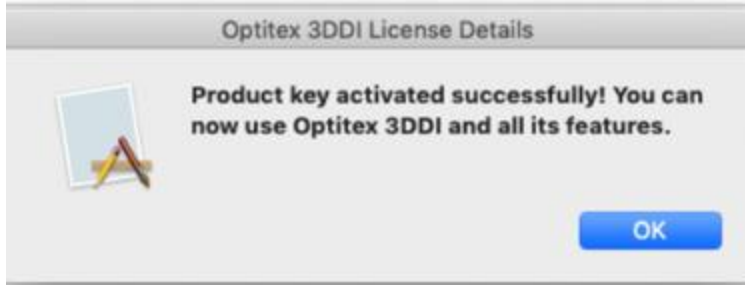 Optitex 3DDI License Details
Product key activated successfully! You can
now use Optitex 3DDI and all its features.
OK